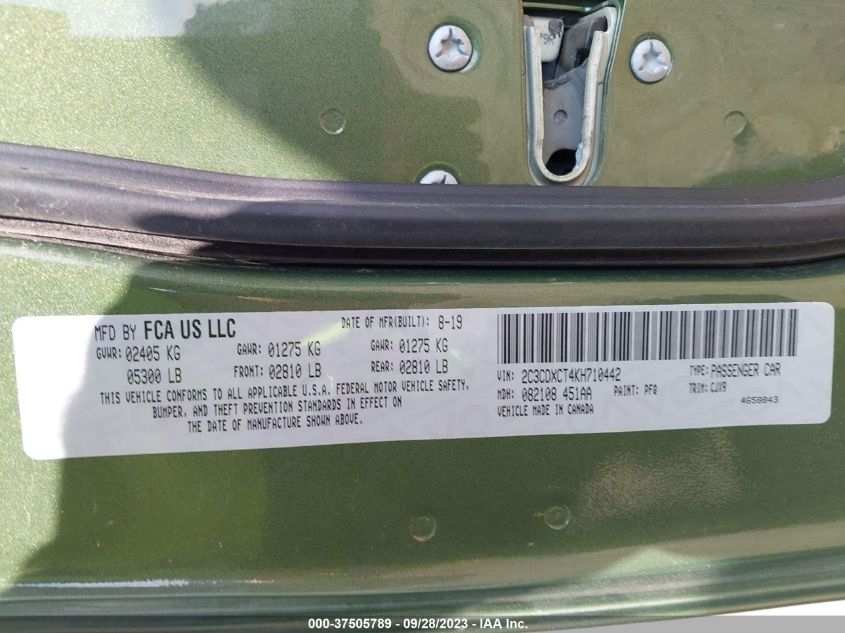 MFD BY FCA US LLC DATE OF MFR(BUILT): 8-19
GVWR: 02405 KG GAWR: 01275 KG GAWR: 01275 KG
05300 LB FRONT: 02810 LB REAR: 02810 LB
THIS VEHICLE CONFORMS TO ALL APPLICABLE U.S.A. FEDERAL MOTOR VEHICLE SAFETY,
BUMPER, AND THEFT PREVENTION STANDARDS IN EFFECT ON
THE DATE OF MANUFACTURE SHOWN ABOVE.
VIN: 2C3CDXCT4KH710442 TYPE: PASSENGER CAR
MDH: 082108 451AA PAINT: PFG TRIM: CJX9
VEHICLE MADE IN CANADA 4658843
000-37505789 - 09/28/2023 - IAA Inc.